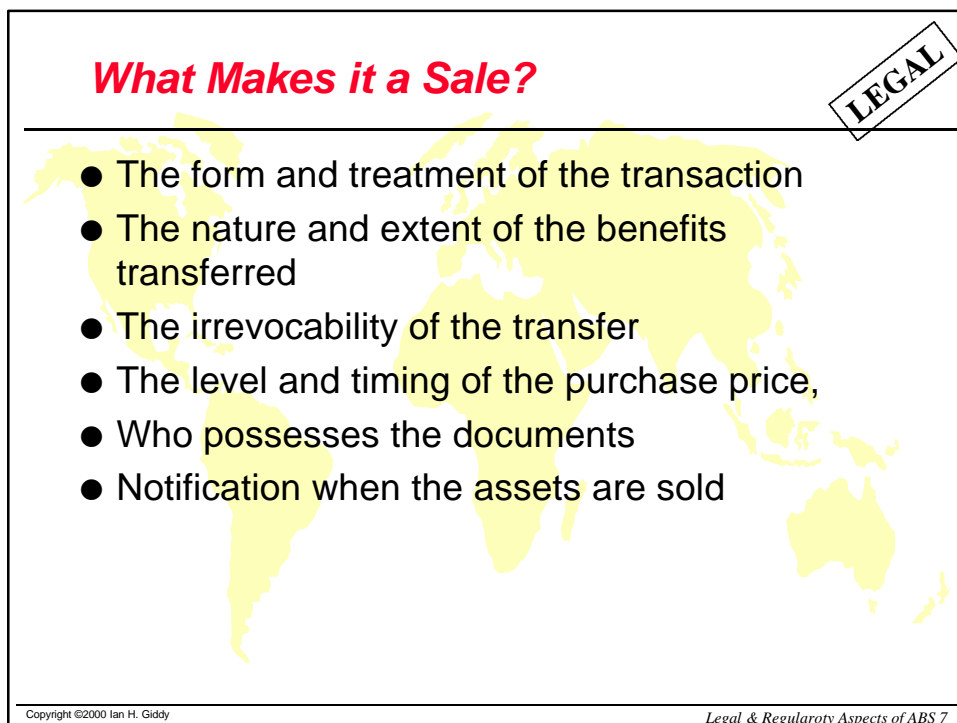 What Makes it a Sale?
LEGAL
● The form and treatment of the transaction
● The nature and extent of the benefits
transferred
● The irrevocability of the transfer
● The level and timing of the purchase price,
● Who possesses the documents
● Notification when the assets are sold
Copyright ©2000 Ian H. Giddy
Legal & Regularoty Aspects of ABS 7